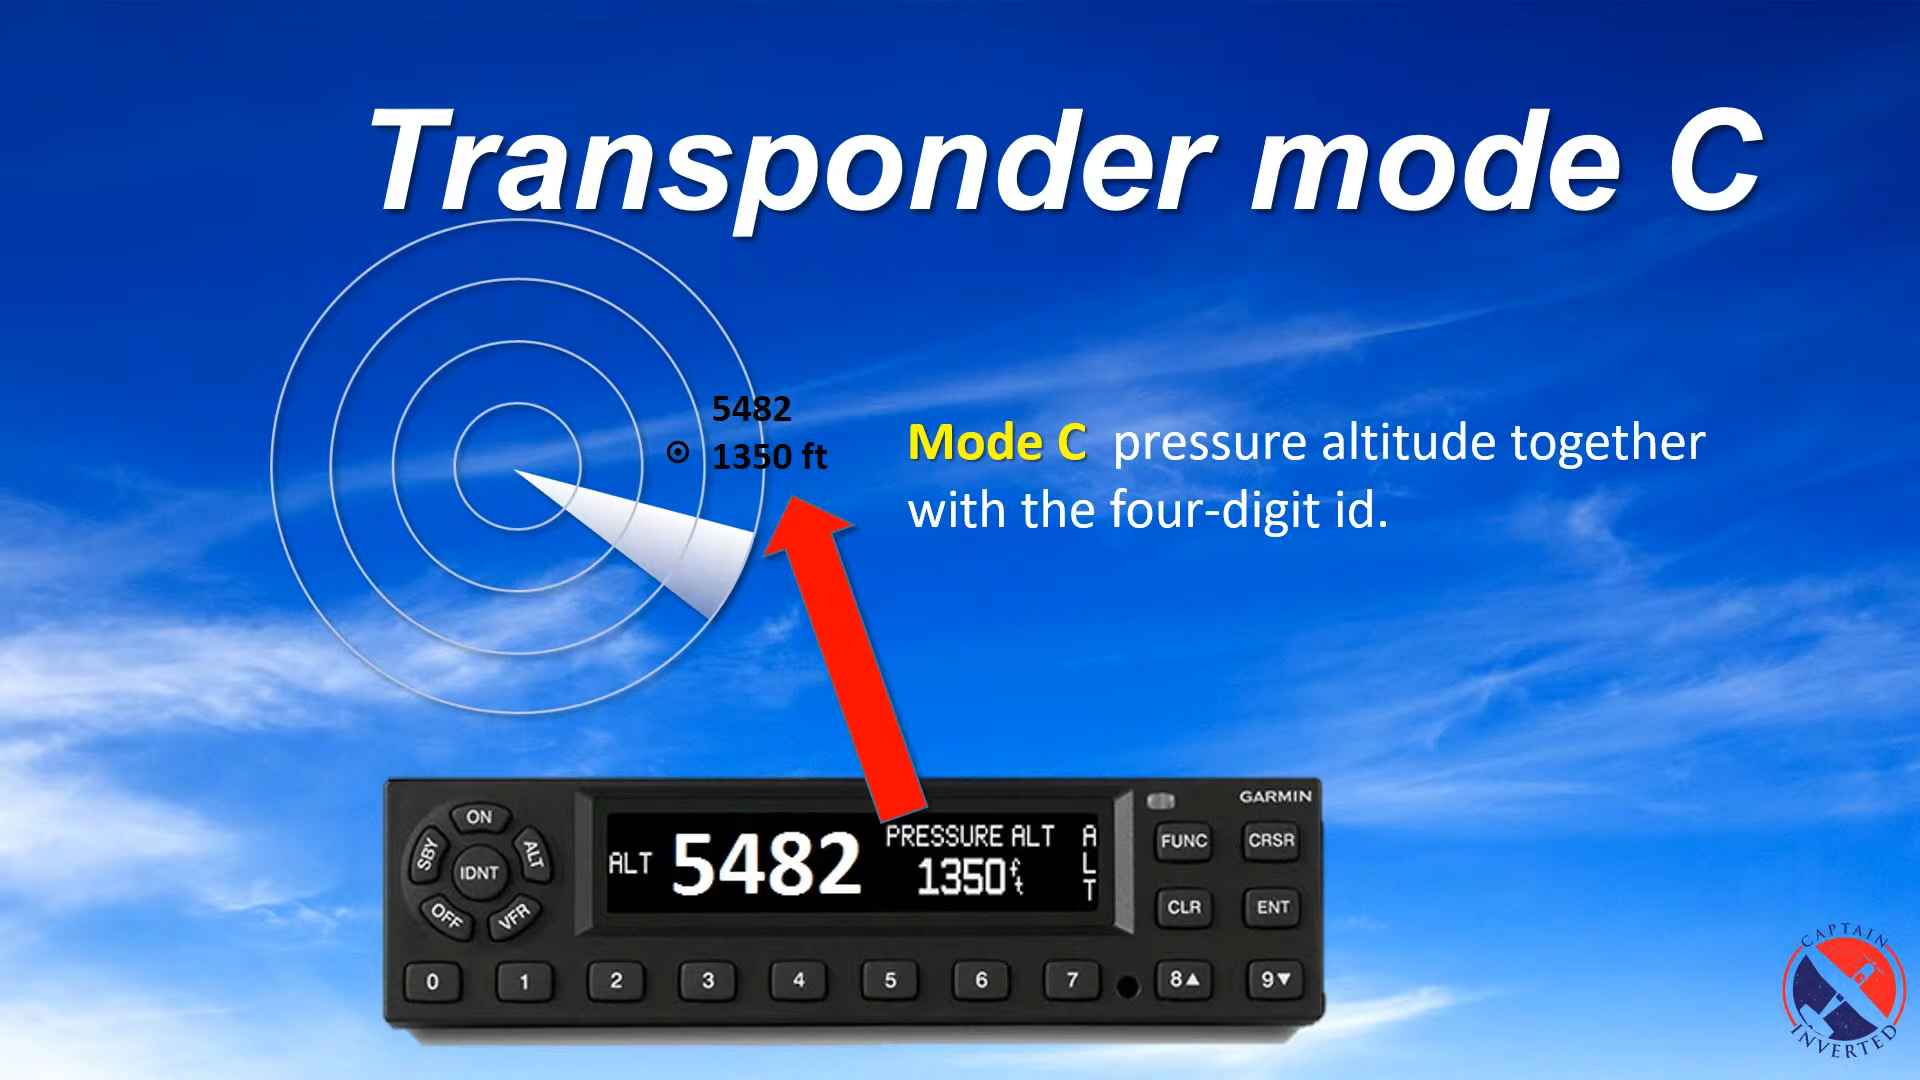 Transponder mode C
5482
1350 ft
Mode C pressure altitude together
with the four-digit id.
GARMIN
ON
SBY
ALT
IDNT
OFF
VFR
ALT
5482
PRESSURE ALT
1350ft
A
L
T
FUNC
CRSR
CLR
ENT
0 1 2 3 4 5 6 7 8▲ 9▼
CAPTAIN
INVERTED